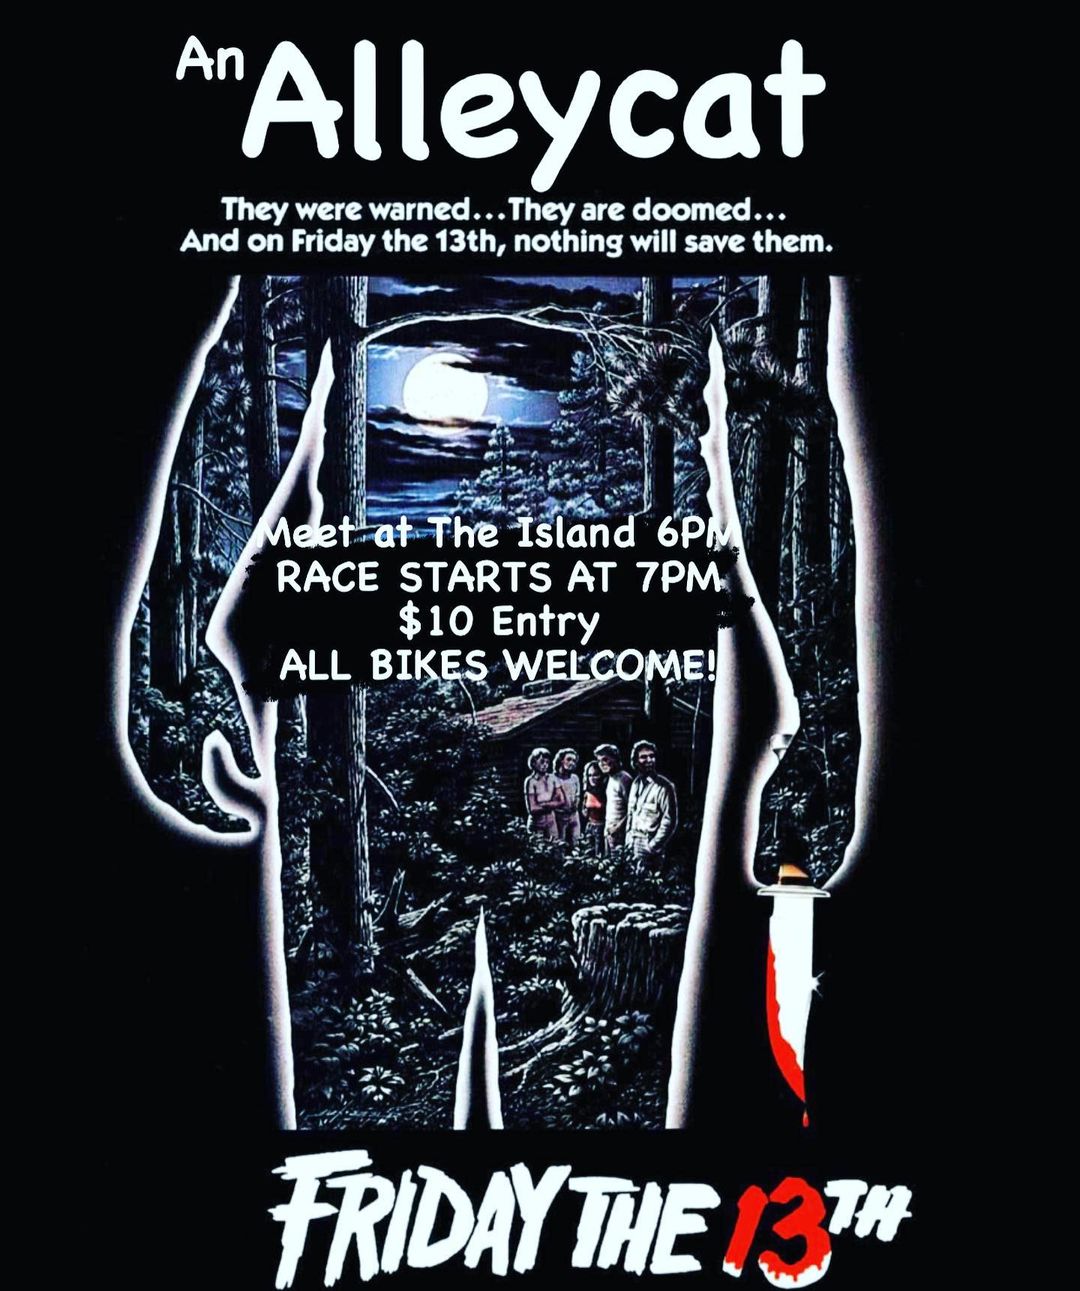 An Alleycat
They were warned...They are doomed...
And on Friday the 13th, nothing will save them.
Meet at The Island 6PM
RACE STARTS AT 7PM
$10 Entry
ALL BIKES WELCOME!
FRIDAY THE 13TH